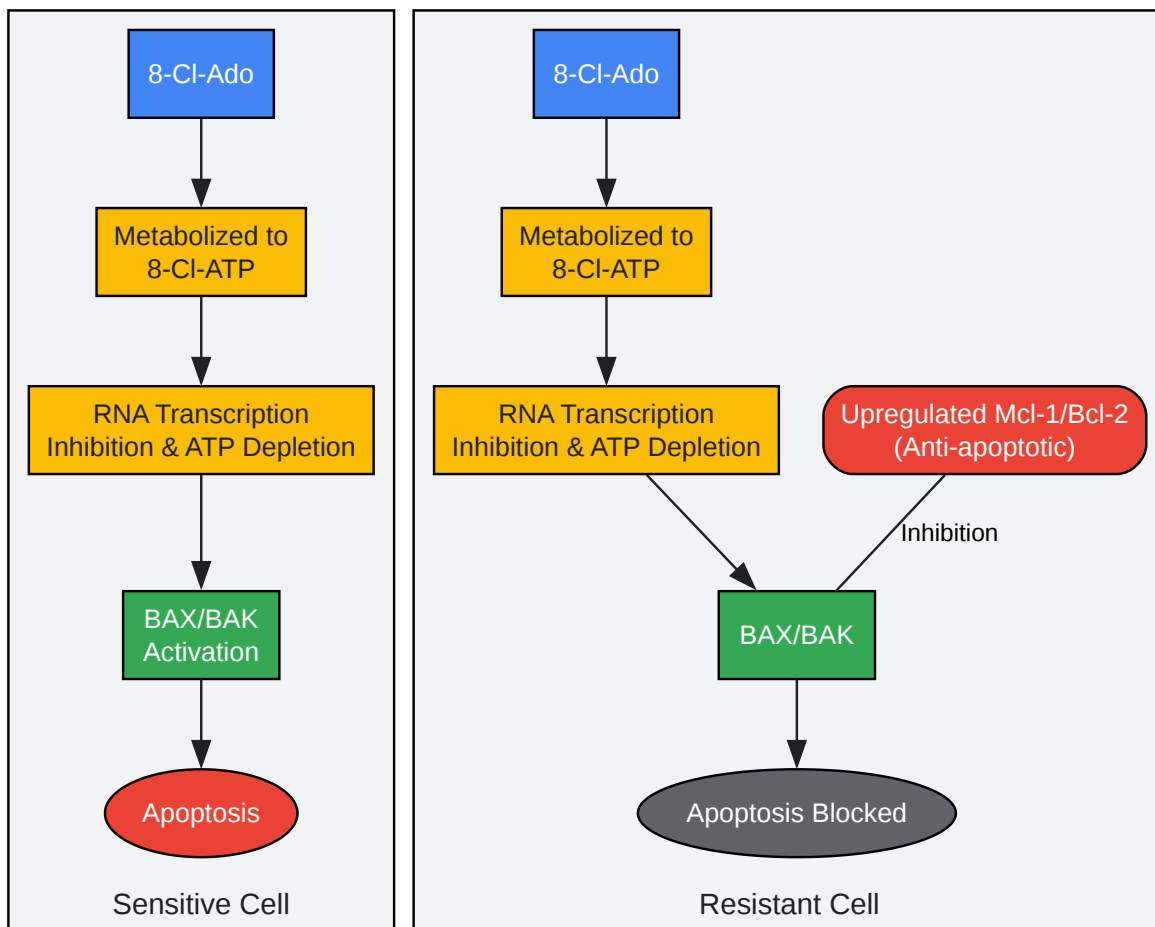 8-Cl-Ado
Metabolized to
8-Cl-ATP
RNA Transcription
Inhibition & ATP Depletion
BAX/BAK
Activation
Apoptosis
Sensitive Cell
8-Cl-Ado
Metabolized to
8-Cl-ATP
RNA Transcription
Inhibition & ATP Depletion
Upregulated Mcl-1/Bcl-2
(Anti-apoptotic)
Inhibition
BAX/BAK
Apoptosis Blocked
Resistant Cell